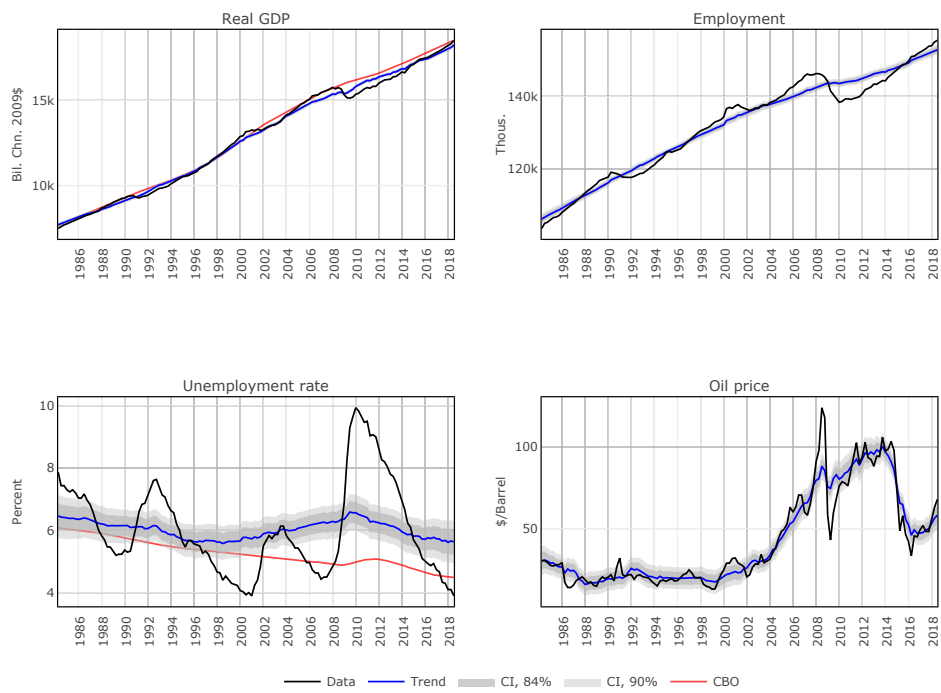 Real GDP
Employment
Bil. Chn. 2009$
15k
10k
1986 1988 1990 1992 1994 1996 1998 2000 2002 2004 2006 2008 2010 2012 2014 2016 2018
Thous.
140k
120k
1986 1988 1990 1992 1994 1996 1998 2000 2002 2004 2006 2008 2010 2012 2014 2016 2018
Unemployment rate
Oil price
Percent
10
8
6
4
1986 1988 1990 1992 1994 1996 1998 2000 2002 2004 2006 2008 2010 2012 2014 2016 2018
$/Barrel
100
50
1986 1988 1990 1992 1994 1996 1998 2000 2002 2004 2006 2008 2010 2012 2014 2016 2018
Data Trend CI, 84% CI, 90% CBO